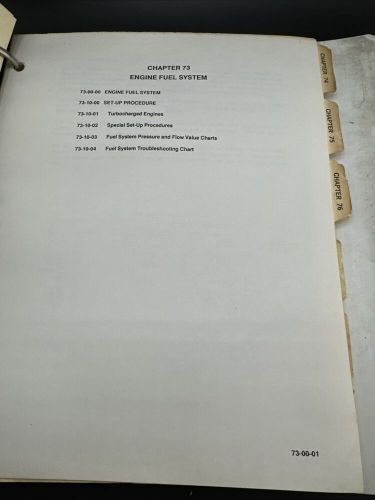 CHAPTER 73
ENGINE FUEL SYSTEM
73-00-00 ENGINE FUEL SYSTEM
73-10-00 SET-UP PROCEDURE
73-10-01 Turbocharged Engines
73-10-02 Special Set-Up Procedures
73-10-03 Fuel System Pressure and Flow Value Charts
73-10-04 Fuel System Troubleshooting Chart
73-00-01
CHAPTER 74
CHAPTER 75
CHAPTER 76